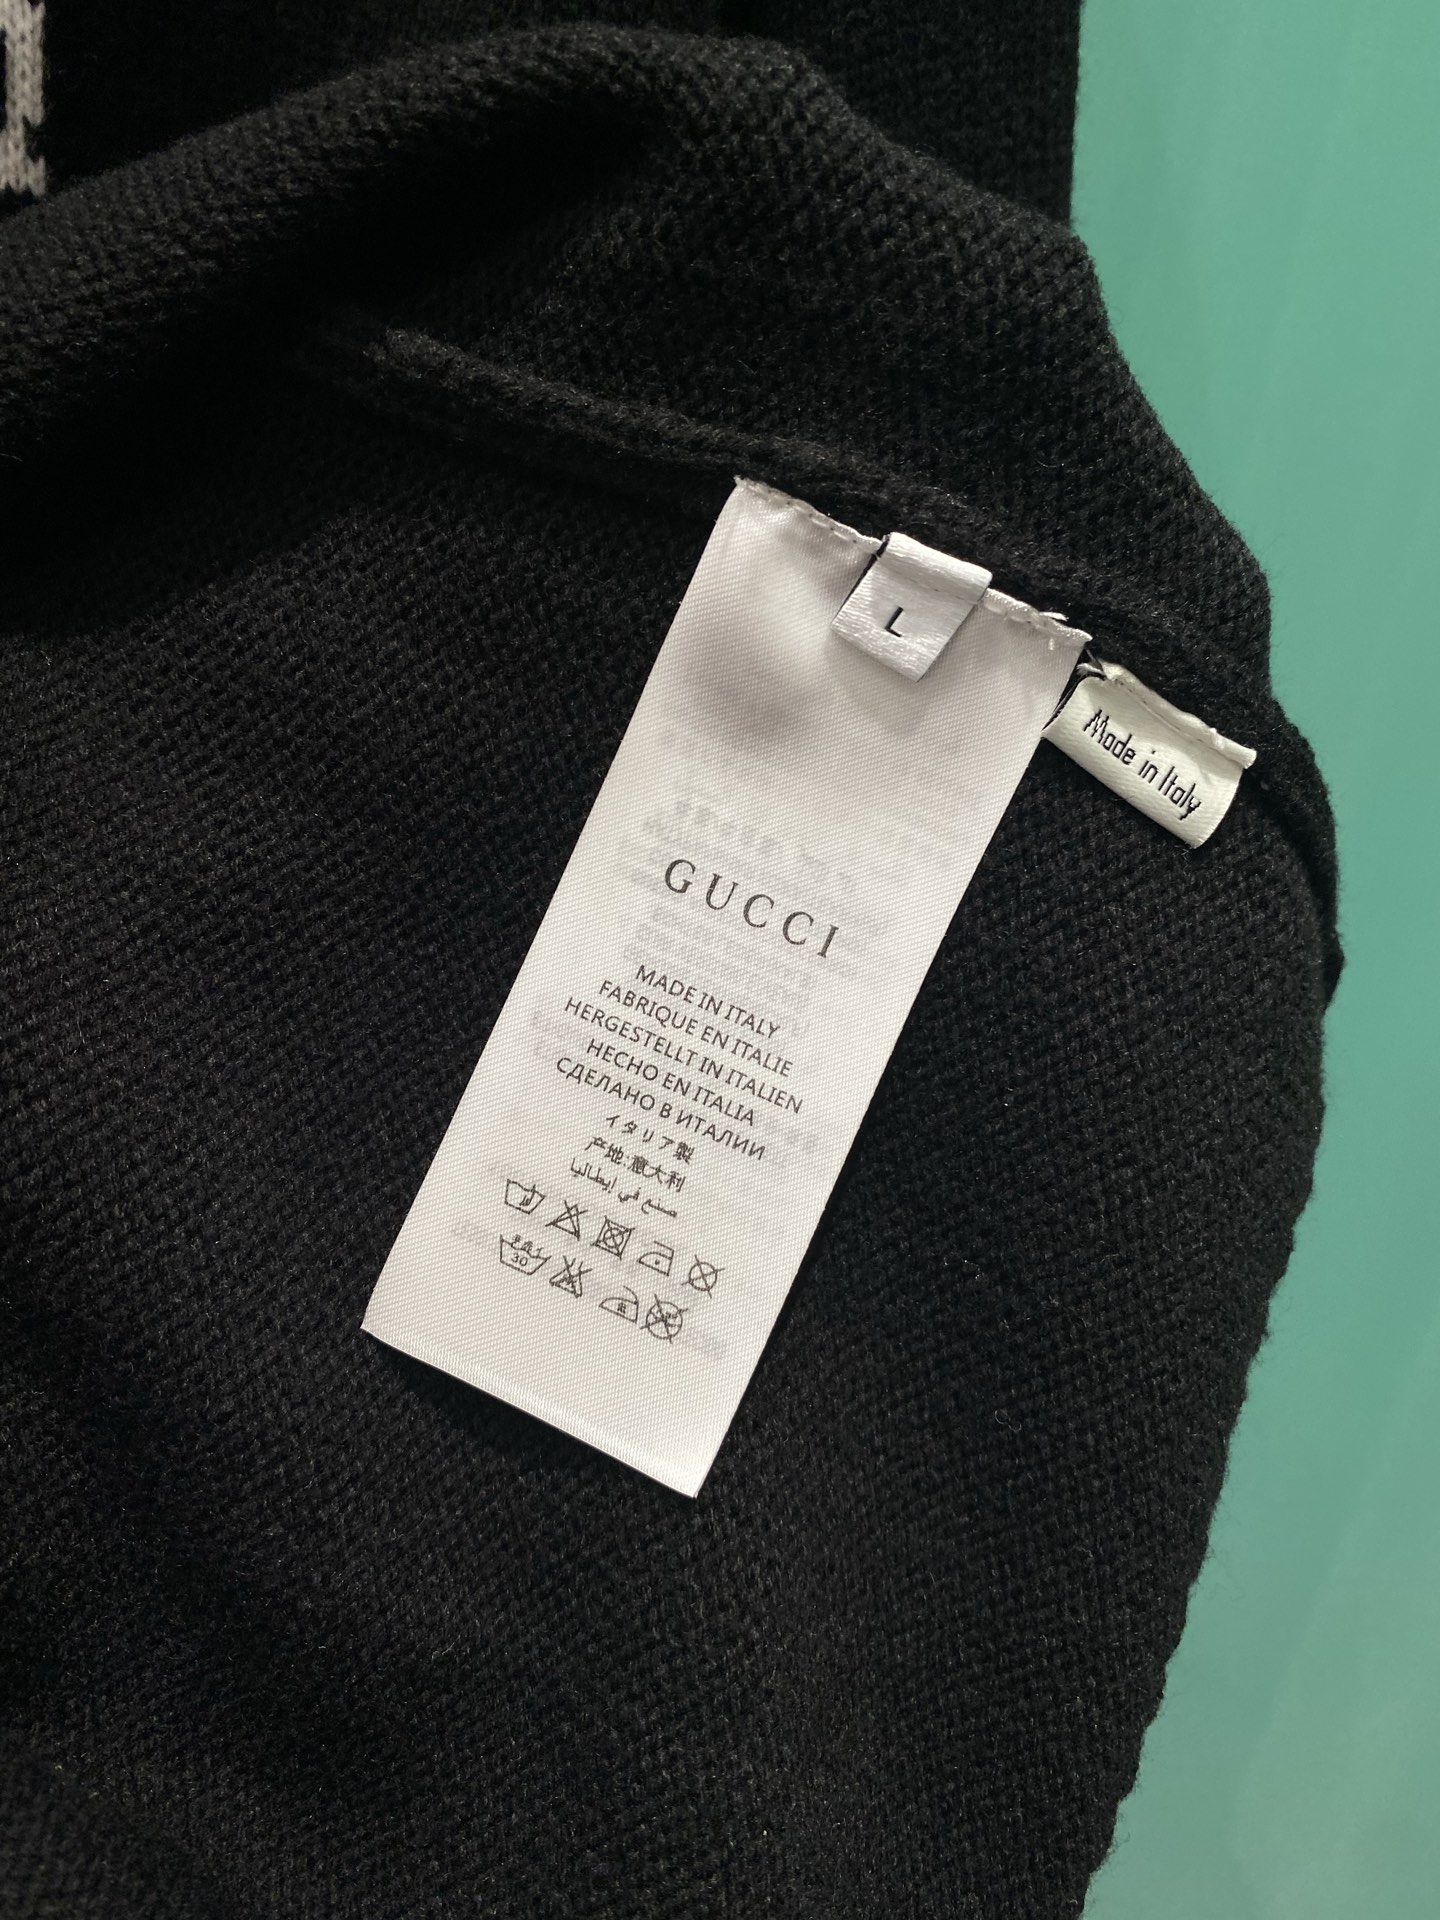 L
Made in Italy
GUCCI
MADE IN ITALY
FABRIQUE EN ITALIE
HERGESTELLT IN ITALIEN
HECHO EN ITALIA
СДЕЛАНО В ИТАЛИИ
イタリア製
产地:意大利
صنع في إيطاليا
30